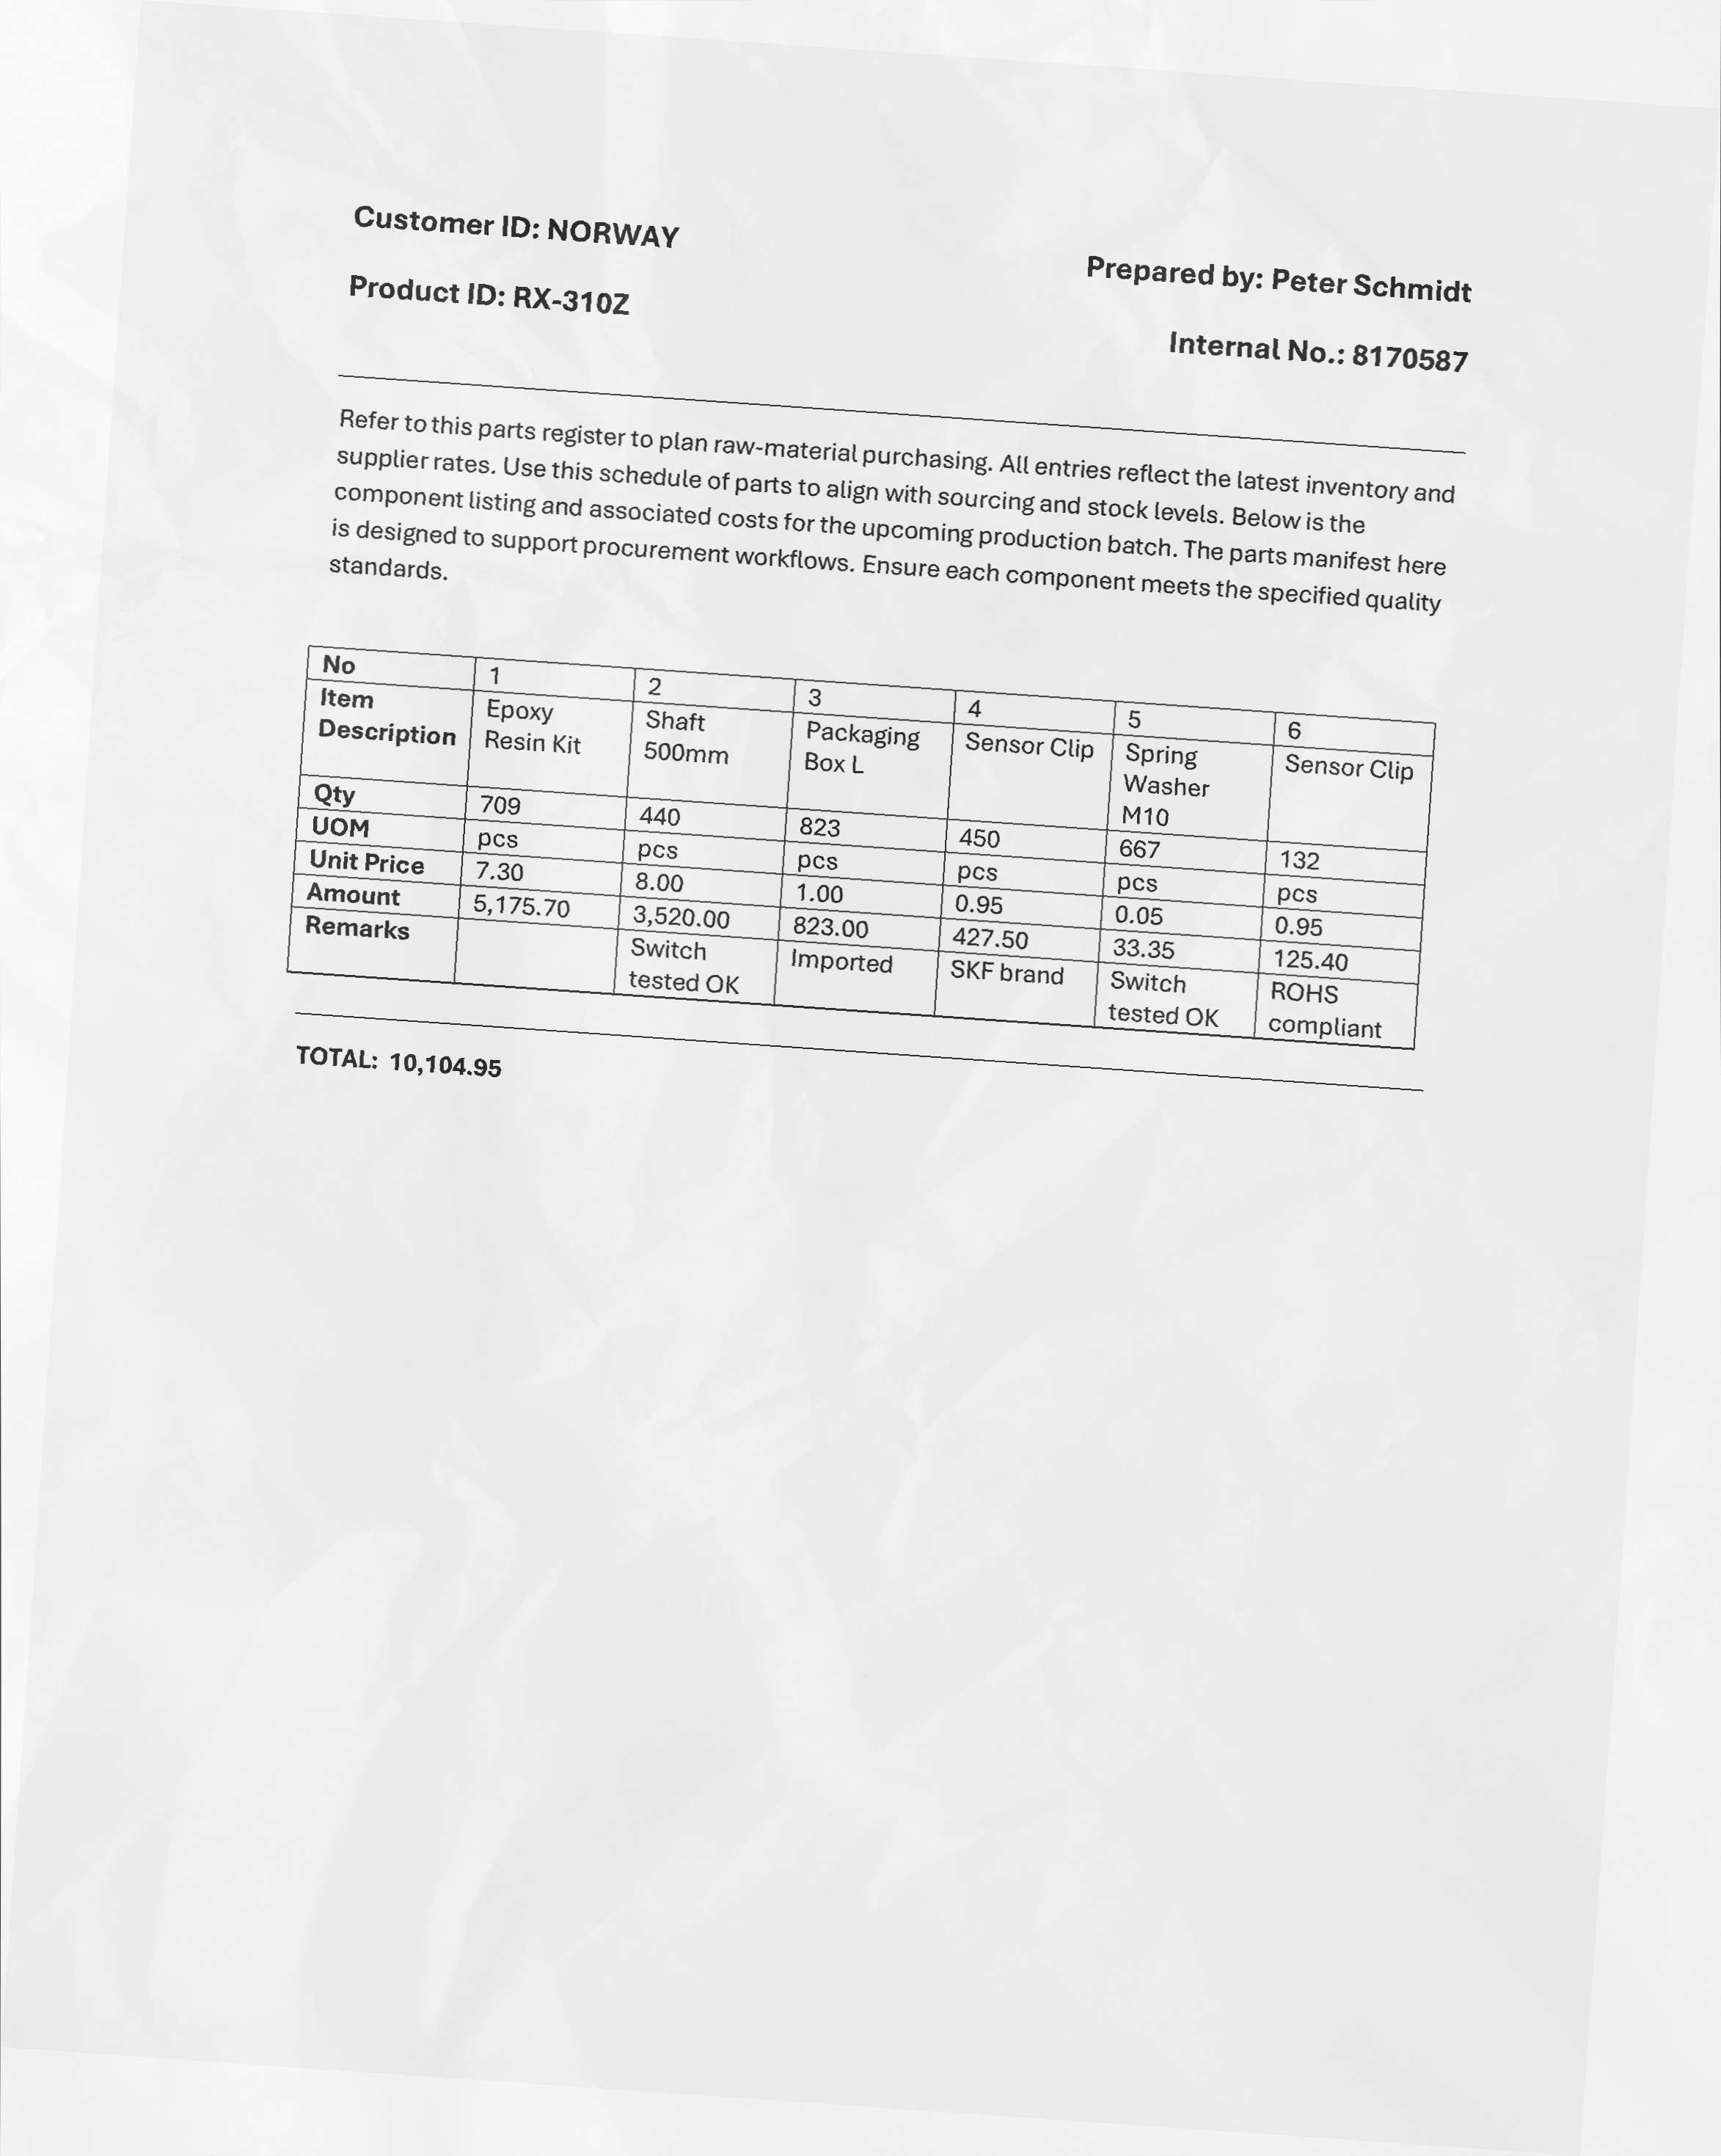 Customer ID: NORWAY
Product ID: RX-310Z
Prepared by: Peter Schmidt
Internal No.: 8170587
Refer to this parts register to plan raw-material purchasing. All entries reflect the latest inventory and
supplier rates. Use this schedule of parts to align with sourcing and stock levels. Below is the
component listing and associated costs for the upcoming production batch. The parts manifest here
is designed to support procurement workflows. Ensure each component meets the specified quality
standards.
No 1 2 3 4 5 6
Item Description Epoxy Resin Kit Shaft 500mm Packaging Box L Sensor Clip Spring Washer M10 Sensor Clip
Qty 709 440 823 450 667 132
UOM pcs pcs pcs pcs pcs pcs
Unit Price 7.30 8.00 1.00 0.95 0.05 0.95
Amount 5,175.70 3,520.00 823.00 427.50 33.35 125.40
Remarks Switch tested OK Imported SKF brand Switch tested OK ROHS compliant
TOTAL: 10,104.95